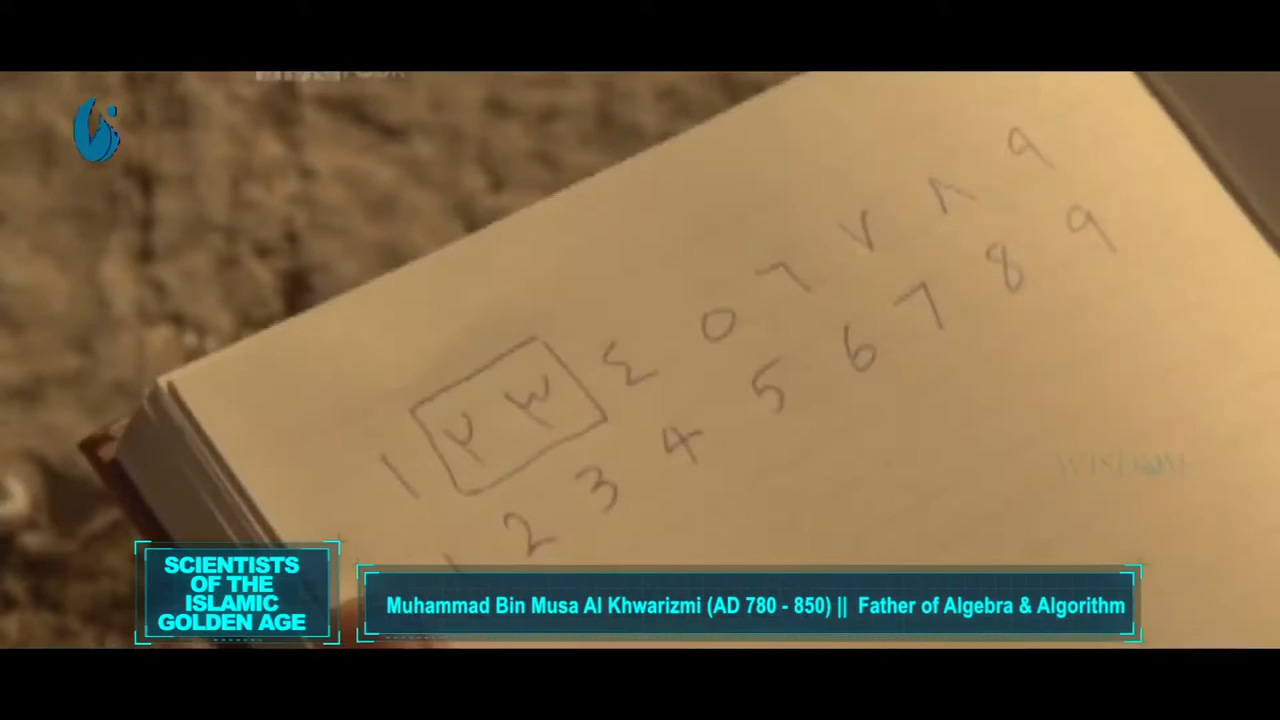 ١ ٢ ٣ ٤ ٥ ٦ ٧ ٨ ٩
1 2 3 4 5 6 7 8 9
SCIENTISTS
OF THE
ISLAMIC
GOLDEN AGE
Muhammad Bin Musa Al Khwarizmi (AD 780 - 850) || Father of Algebra & Algorithm